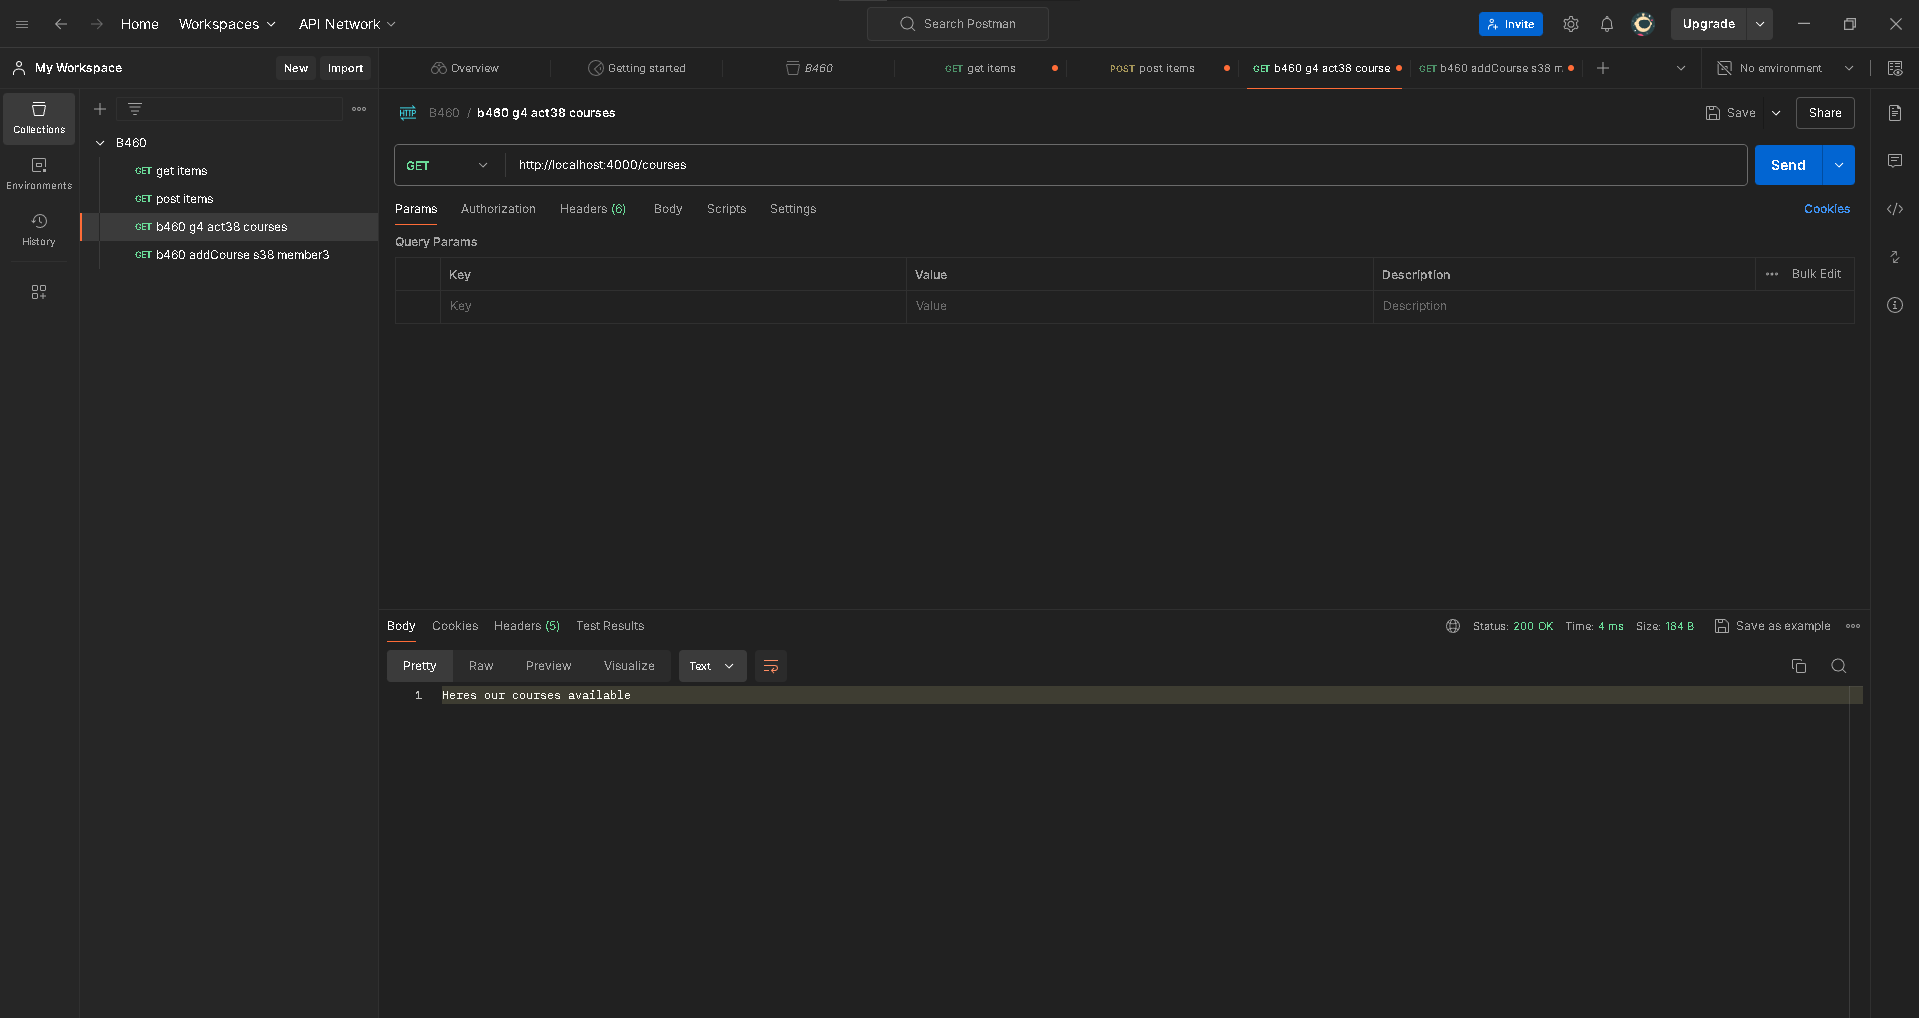 Home Workspaces API Network Search Postman Invite Upgrade
My Workspace New Import Overview Getting started B460 GET get items POST post items GET b460 g4 act38 course GET b460 addCourse s38 m. No environment
Collections
Environments
History
B460
GET get items
GET post items
GET b460 g4 act38 courses
GET b460 addCourse s38 member3
HTTP B460 / b460 g4 act38 courses Save Share
GET http://localhost:4000/courses Send
Params Authorization Headers (6) Body Scripts Settings Cookies
Query Params
Key Value Description Bulk Edit
Key Value Description
Body Cookies Headers (5) Test Results Status: 200 OK Time: 4 ms Size: 184 B Save as example
Pretty Raw Preview Visualize Text
1 Heres our courses available